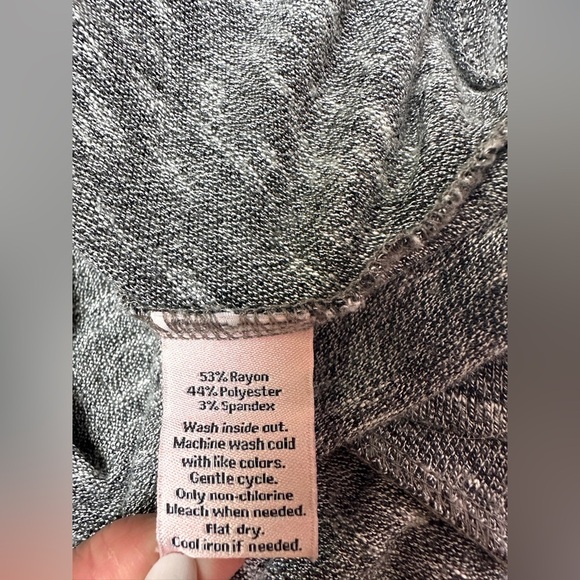 53% Rayon
44% Polyester
3% Spandex
Wash inside out.
Machine wash cold
with like colors.
Gentle cycle.
Only non-chlorine
bleach when needed.
Flat dry.
Cool iron if needed.